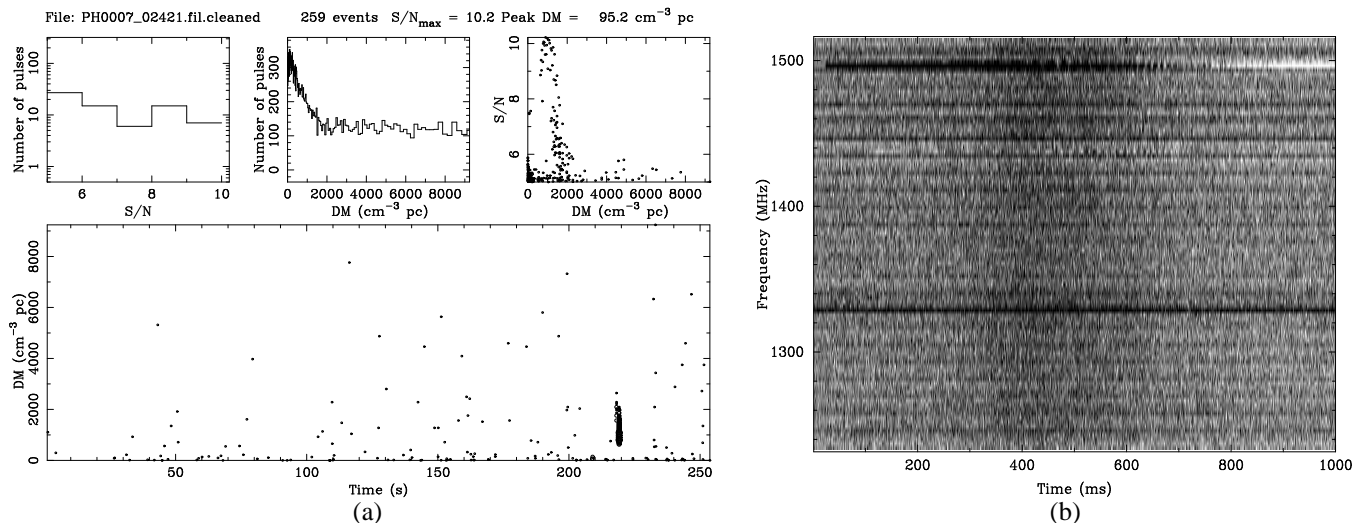 File: PH0007_02421.fil.cleaned 259 events S/N_max = 10.2 Peak DM = 95.2 cm⁻³ pc
Number of pulses
100
10
1
6 8 10
S/N
Number of pulses
300
200
100
0
0 2000 4000 6000 8000
DM (cm⁻³ pc)
S/N
10
8
6
0 2000 4000 6000 8000
DM (cm⁻³ pc)
DM (cm⁻³ pc)
8000
6000
4000
2000
0
50 100 150 200 250
Time (s)
(a)
Frequency (MHz)
1500
1400
1300
200 400 600 800 1000
Time (ms)
(b)